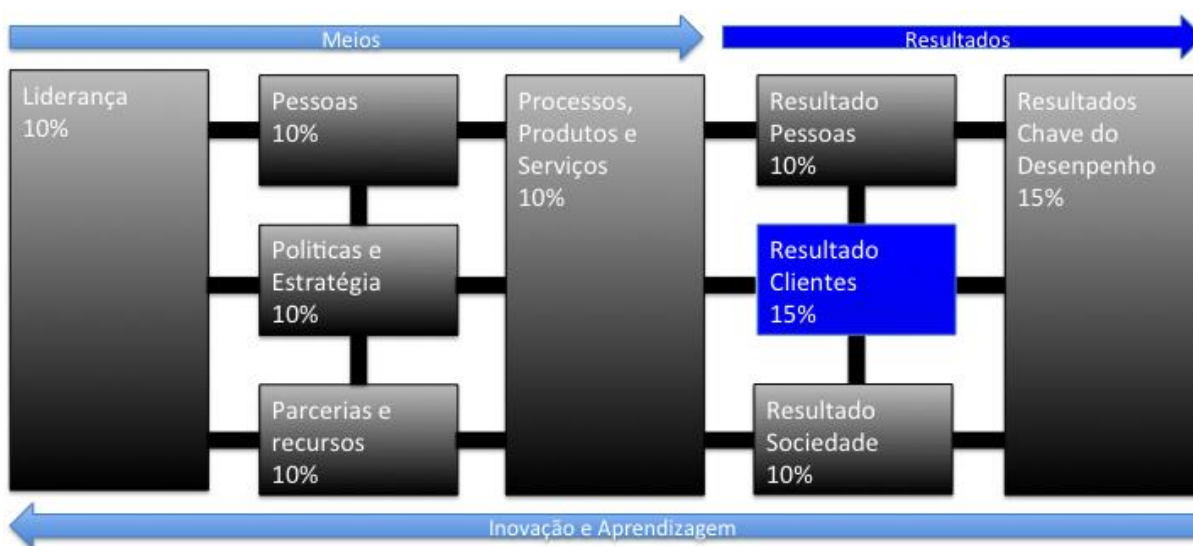 Meios
Resultados
Liderança
10%
Pessoas
10%
Politicas e
Estratégia
10%
Parcerias e
recursos
10%
Processos,
Produtos e
Serviços
10%
Resultado
Pessoas
10%
Resultado
Clientes
15%
Resultado
Sociedade
10%
Resultados
Chave do
Desenpenho
15%
Inovação e Aprendizagem